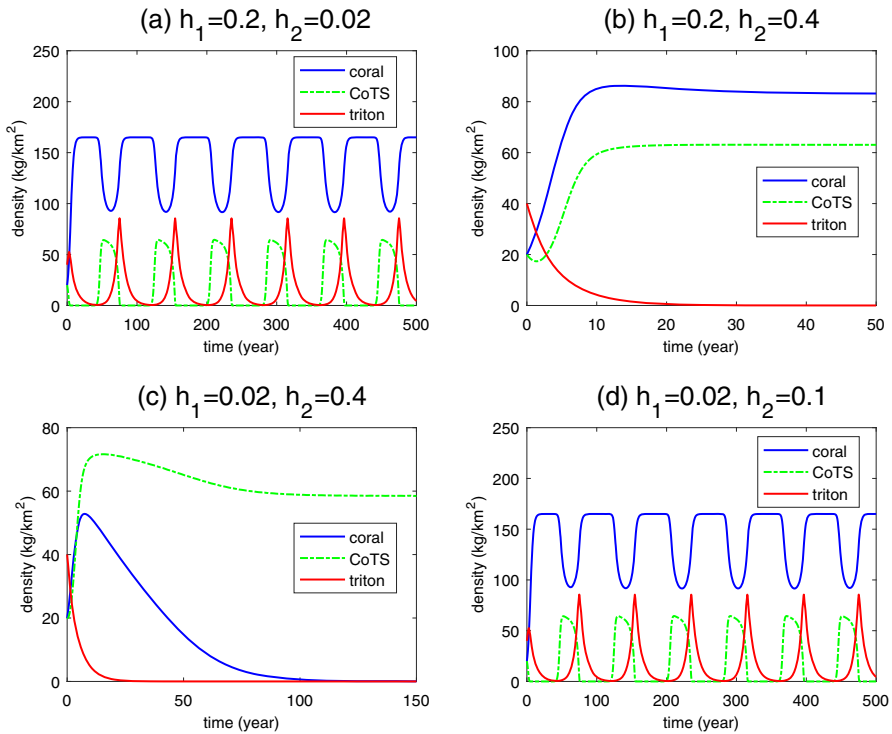 (a) h₁=0.2, h₂=0.02
250
200
150
100
50
0
density (kg/km²)
0 100 200 300 400 500
time (year)
coral
CoTS
triton
(b) h₁=0.2, h₂=0.4
100
80
60
40
20
0
density (kg/km²)
0 10 20 30 40 50
time (year)
coral
CoTS
triton
(c) h₁=0.02, h₂=0.4
80
60
40
20
0
density (kg/km²)
0 50 100 150
time (year)
coral
CoTS
triton
(d) h₁=0.02, h₂=0.1
250
200
150
100
50
0
density (kg/km²)
0 100 200 300 400 500
time (year)
coral
CoTS
triton